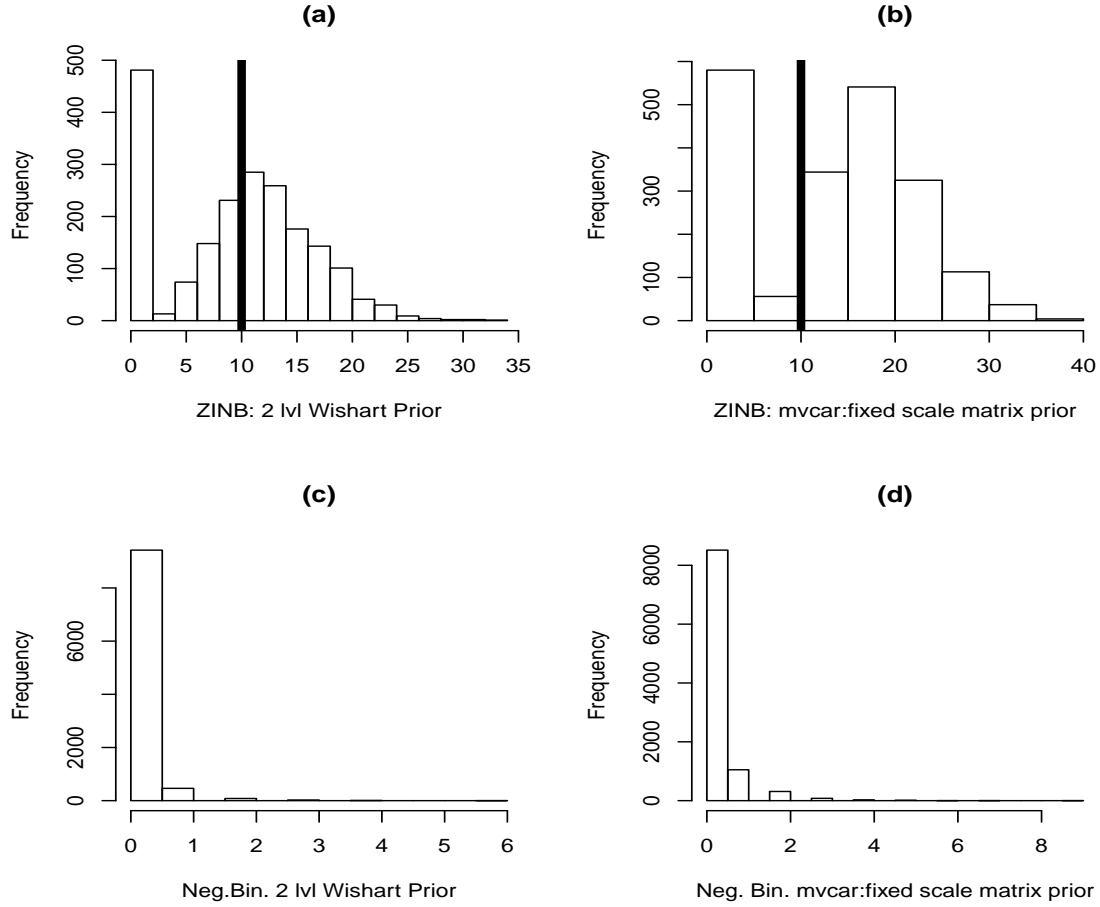 (a)
Frequency
0 100 200 300 400 500
0 5 10 15 20 25 30 35
ZINB: 2 lvl Wishart Prior
(b)
Frequency
0 100 300 500
0 10 20 30 40
ZINB: mvcar:fixed scale matrix prior
(c)
Frequency
0 2000 6000
0 1 2 3 4 5 6
Neg.Bin. 2 lvl Wishart Prior
(d)
Frequency
0 2000 4000 6000 8000
0 2 4 6 8
Neg. Bin. mvcar:fixed scale matrix prior